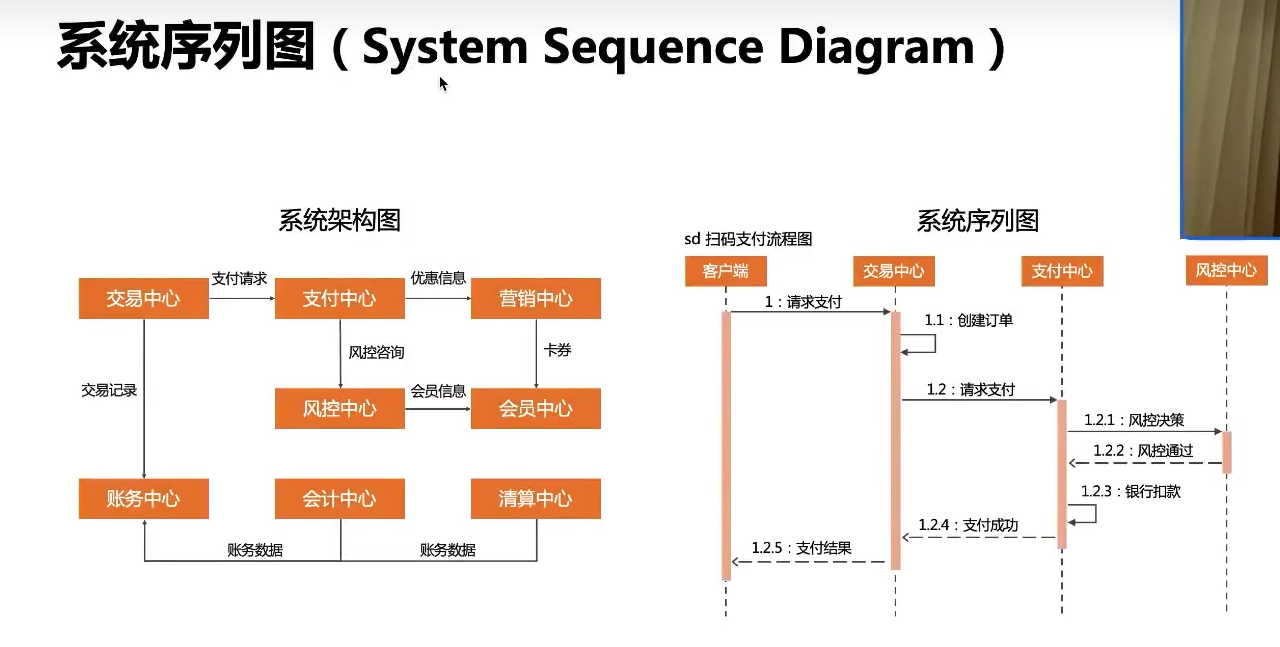 系统序列图（System Sequence Diagram）
系统架构图
交易中心
支付请求
支付中心
优惠信息
营销中心
交易记录
风控咨询
卡券
风控中心
会员信息
会员中心
账务中心
会计中心
清算中心
账务数据
账务数据
系统序列图
sd 扫码支付流程图
客户端
交易中心
支付中心
风控中心
1：请求支付
1.1：创建订单
1.2：请求支付
1.2.1：风控决策
1.2.2：风控通过
1.2.3：银行扣款
1.2.4：支付成功
1.2.5：支付结果